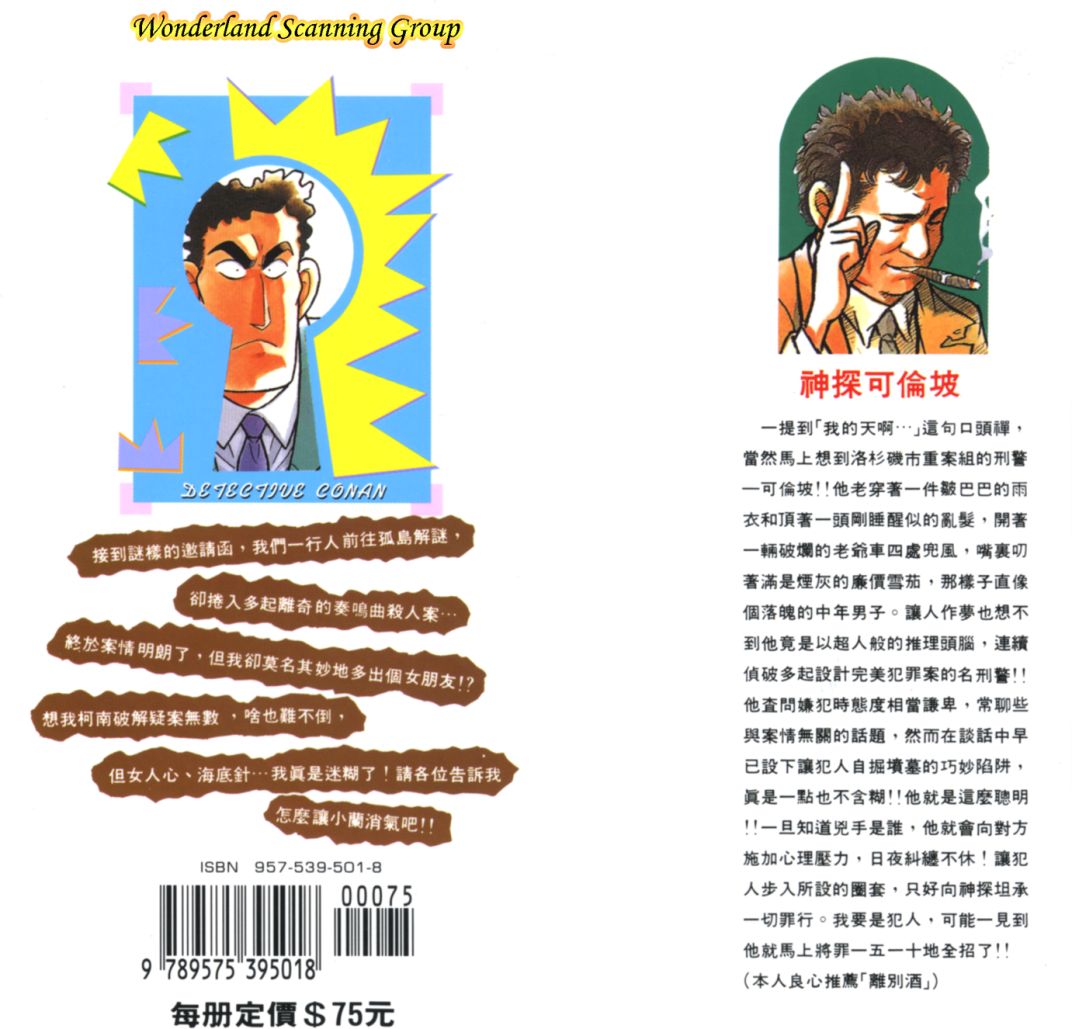 Wonderland Scanning Group
DETECTIVE CONAN
接到謎樣的邀請函，我們一行人前往孤島解謎，
卻捲入多起離奇的奏鳴曲殺人案…
終於案情明朗了，但我卻莫名其妙地多出個女朋友!?
想我柯南破解疑案無數，啥也難不倒，
但女人心、海底針…我眞是迷糊了！請各位告訴我
怎麼讓小蘭消氣吧!!
ISBN 957-539-501-8
00075
9 789575 395018
每册定價＄75元
神探可倫坡
一提到「我的天啊…」這句口頭禪，
當然馬上想到洛杉磯市重案組的刑警
—可倫坡!!他老穿著一件皺巴巴的雨
衣和頂著一頭剛睡醒似的亂髮，開著
一輛破爛的老爺車四處兜風，嘴裏叨
著滿是煙灰的廉價雪茄，那樣子直像
個落魄的中年男子。讓人作夢也想不
到他竟是以超人般的推理頭腦，連續
偵破多起設計完美犯罪案的名刑警!!
他查問嫌犯時態度相當謙卑，常聊些
與案情無關的話題，然而在談話中早
已設下讓犯人自掘墳墓的巧妙陷阱，
眞是一點也不含糊!!他就是這麼聰明
!!一旦知道兇手是誰，他就會向對方
施加心理壓力，日夜糾纏不休！讓犯
人步入所設的圈套，只好向神探坦承
一切罪行。我要是犯人，可能一見到
他就馬上將罪一五一十地全招了!!
(本人良心推薦「離別酒」)